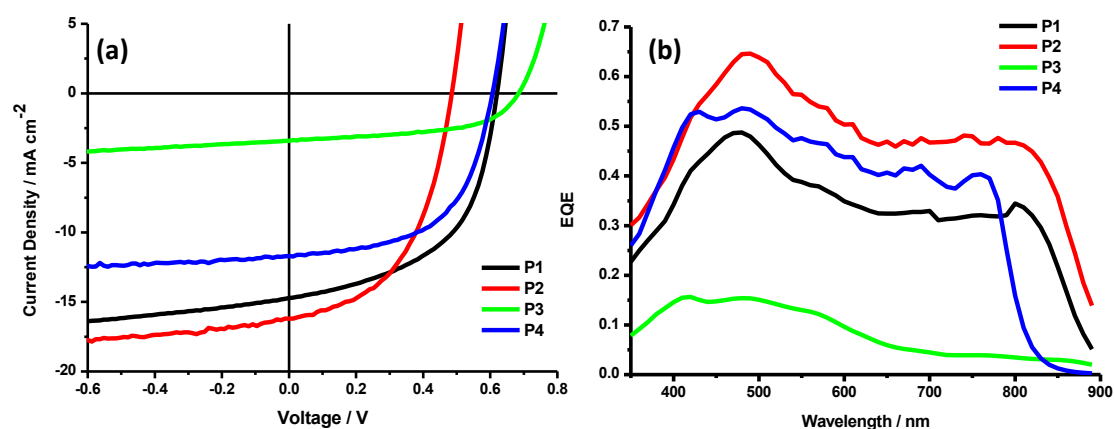 (a)
5
0
-5
-10
-15
-20
Current Density / mA cm⁻²
-0.6 -0.4 -0.2 0.0 0.2 0.4 0.6 0.8
Voltage / V
P1
P2
P3
P4
(b)
0.7
0.6
0.5
0.4
0.3
0.2
0.1
0.0
EQE
400 500 600 700 800 900
Wavelength / nm
P1
P2
P3
P4